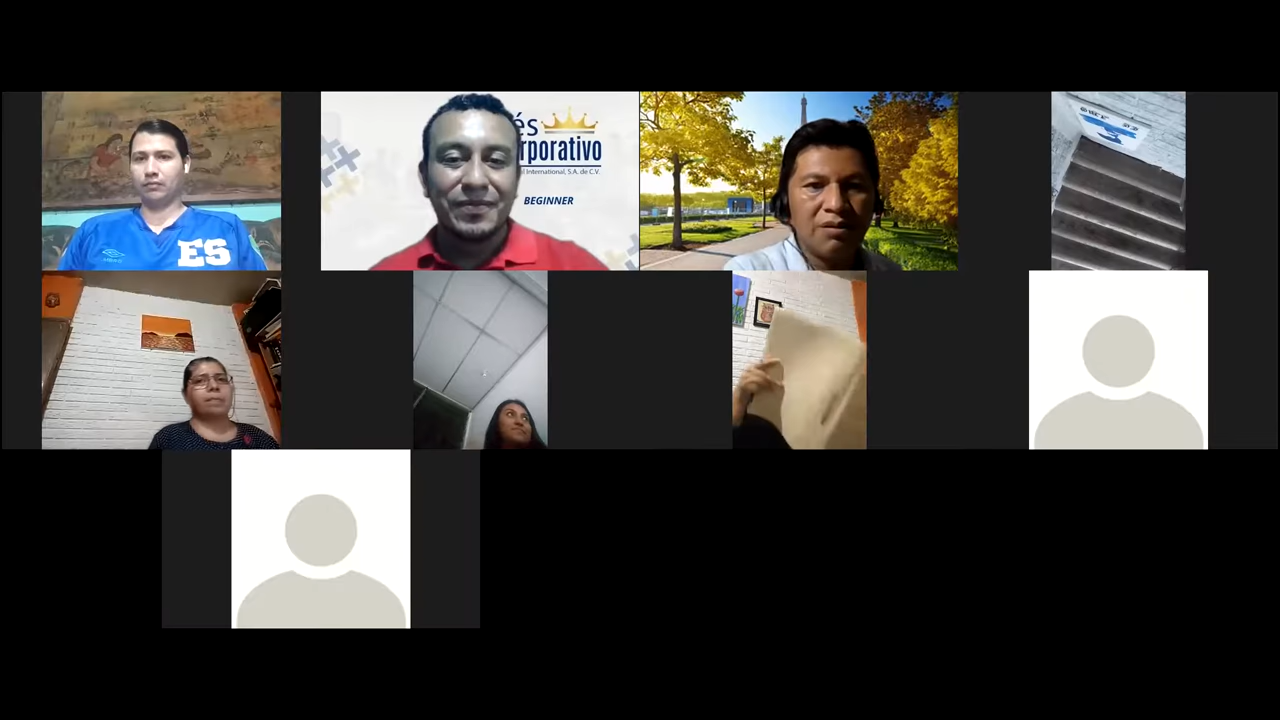 ES
és
rporativo
l International, S.A. de C.V.
BEGINNER